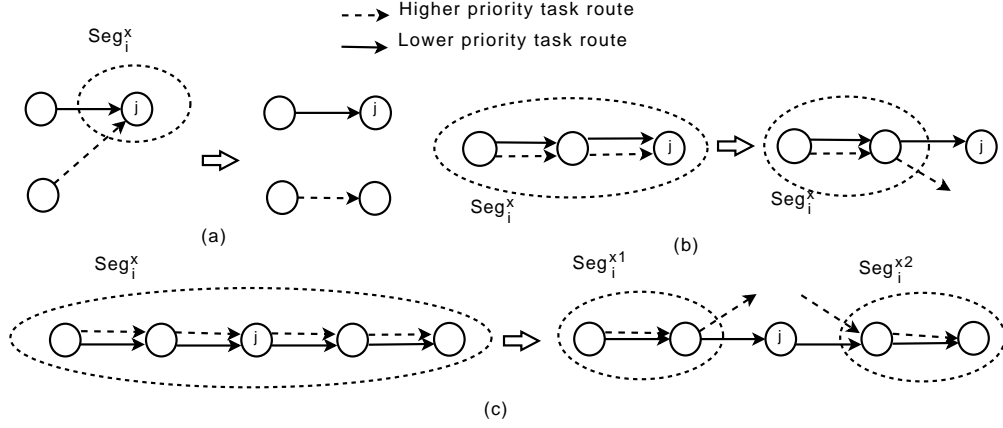 Higher priority task route
Lower priority task route
Seg_i^x
j
j
(a)
j
Seg_i^x
j
Seg_i^x
(b)
Seg_i^x
j
Seg_i^x1
j
Seg_i^x2
(c)